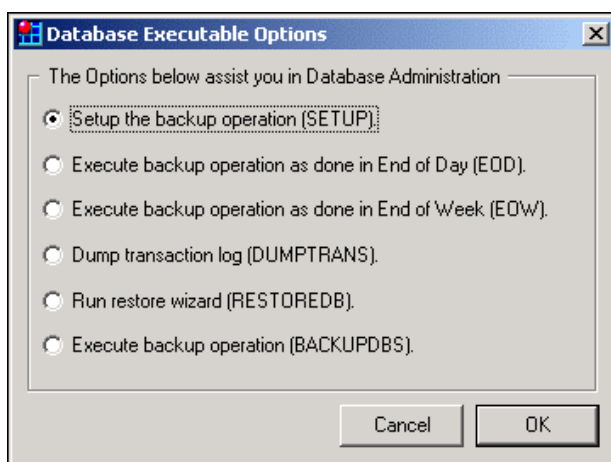 Database Executable Options
The Options below assist you in Database Administration
Setup the backup operation (SETUP).
Execute backup operation as done in End of Day (EOD).
Execute backup operation as done in End of Week (EOW).
Dump transaction log (DUMPTRANS).
Run restore wizard (RESTOREDB).
Execute backup operation (BACKUPDBS).
Cancel OK